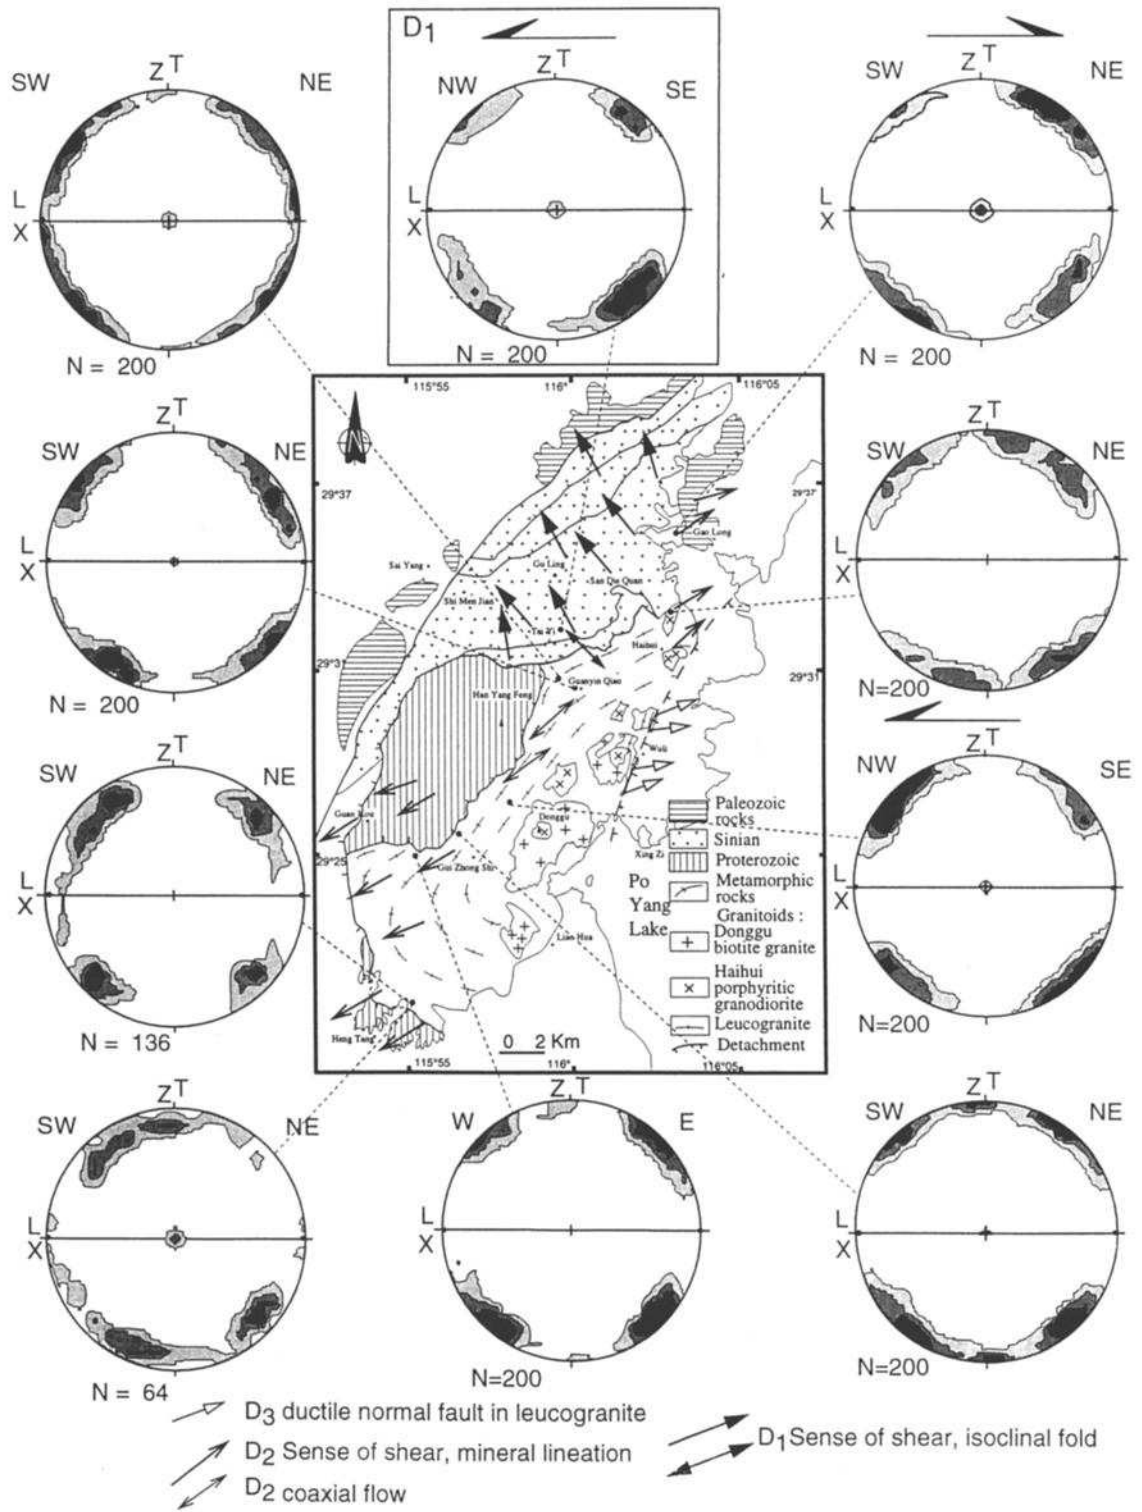 D1
SW
Z T
NE
L
X
N = 200
NW
Z T
SE
N = 200
SW
NE
L
X
N = 200
SW
Z T
NE
L
X
N = 200
SW
Z T
NE
L
X
N = 136
SW
Z T
NE
L
X
N = 64
Z T
SW
NE
L
X
N=200
Z T
NW
SE
L
X
N=200
W
Z T
E
L
X
N=200
SW
Z T
NE
L
X
N=200
115°55
116°
116°05
N
29°37
29°37
Gao Long
Sai Yang
Gu Ling
San Die Quan
Shi Men Jian
Tai Yi
Haihui
29°31
29°31
Guanyin Qiao
Han Yang Feng
Wuli
Guan Kou
Donggu
29°25
Gui Zhong Shi
Xing Zi
Lian Hua
Heng Tang
Po
Yang
Lake
Paleozoic
rocks
Sinian
Proterozoic
Metamorphic
rocks
Granitoids :
Donggu
biotite granite
Haihui
porphyritic
granodiorite
Leucogranite
Detachment
0 2 Km
115°55
116°
116°05
D3 ductile normal fault in leucogranite
D2 Sense of shear, mineral lineation
D2 coaxial flow
D1 Sense of shear, isoclinal fold